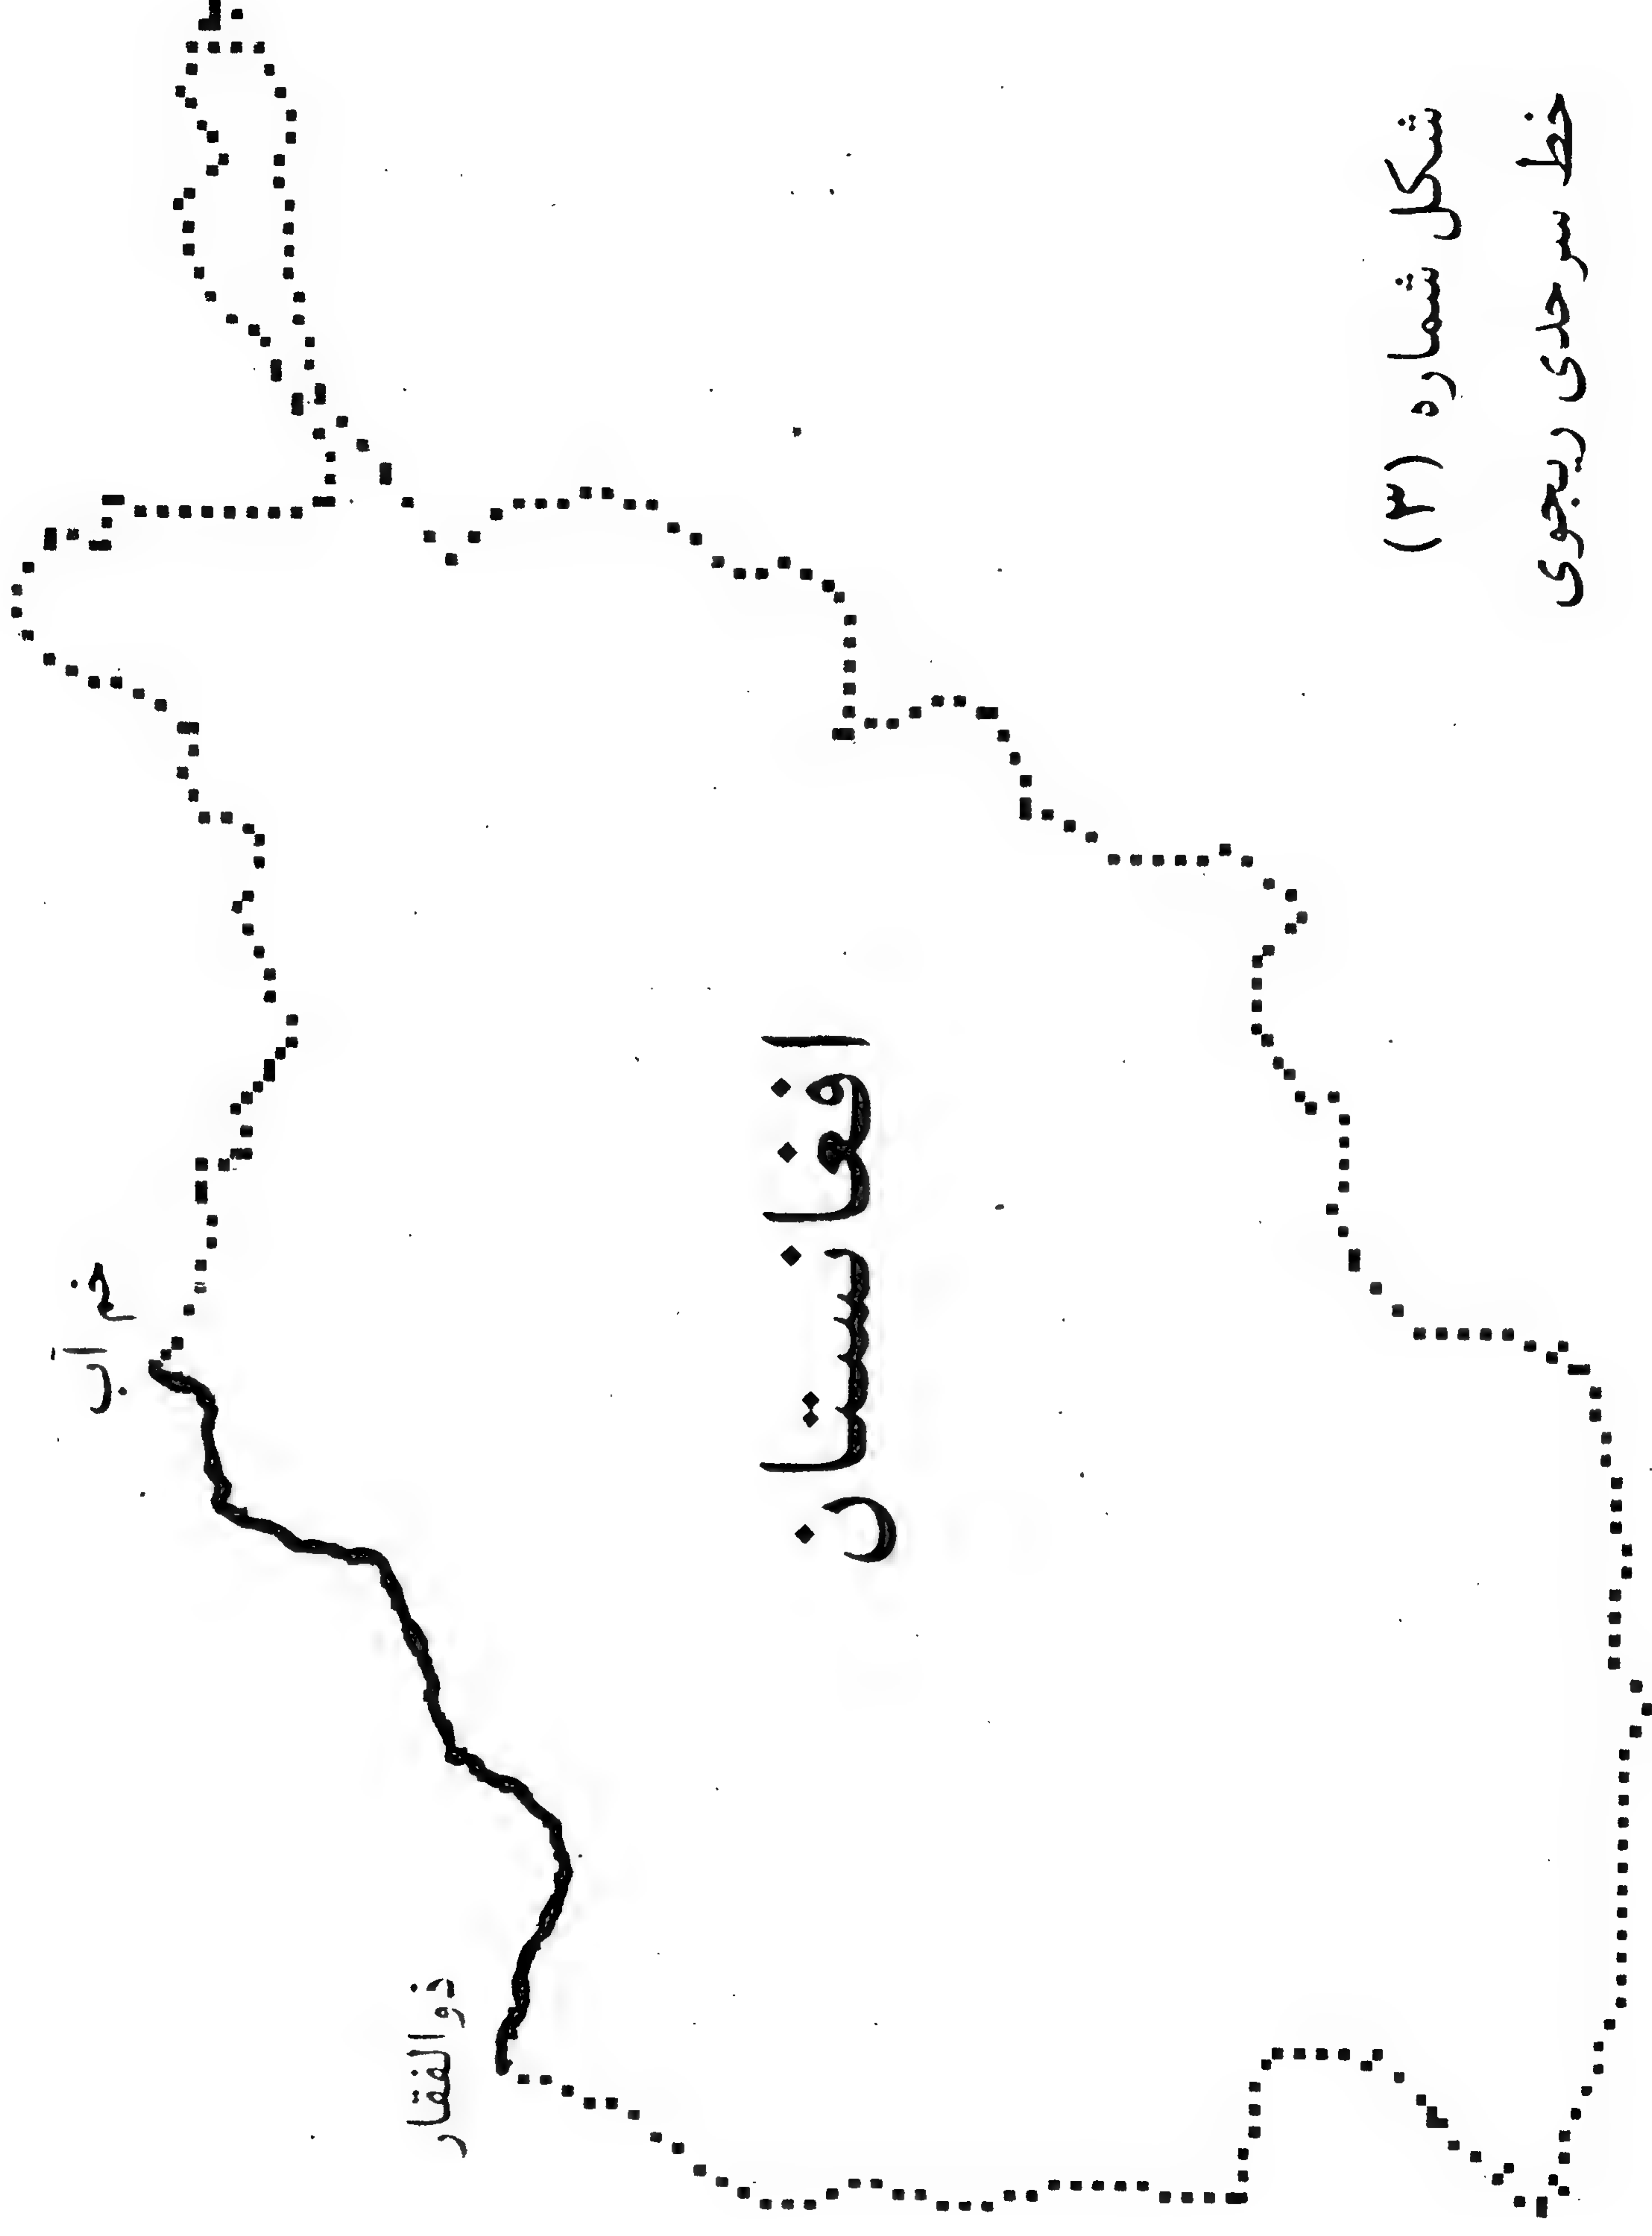 خم آب
ذوالفقار
افغانستان
شکل شماره (۳)
خط سرحدی ریجوی